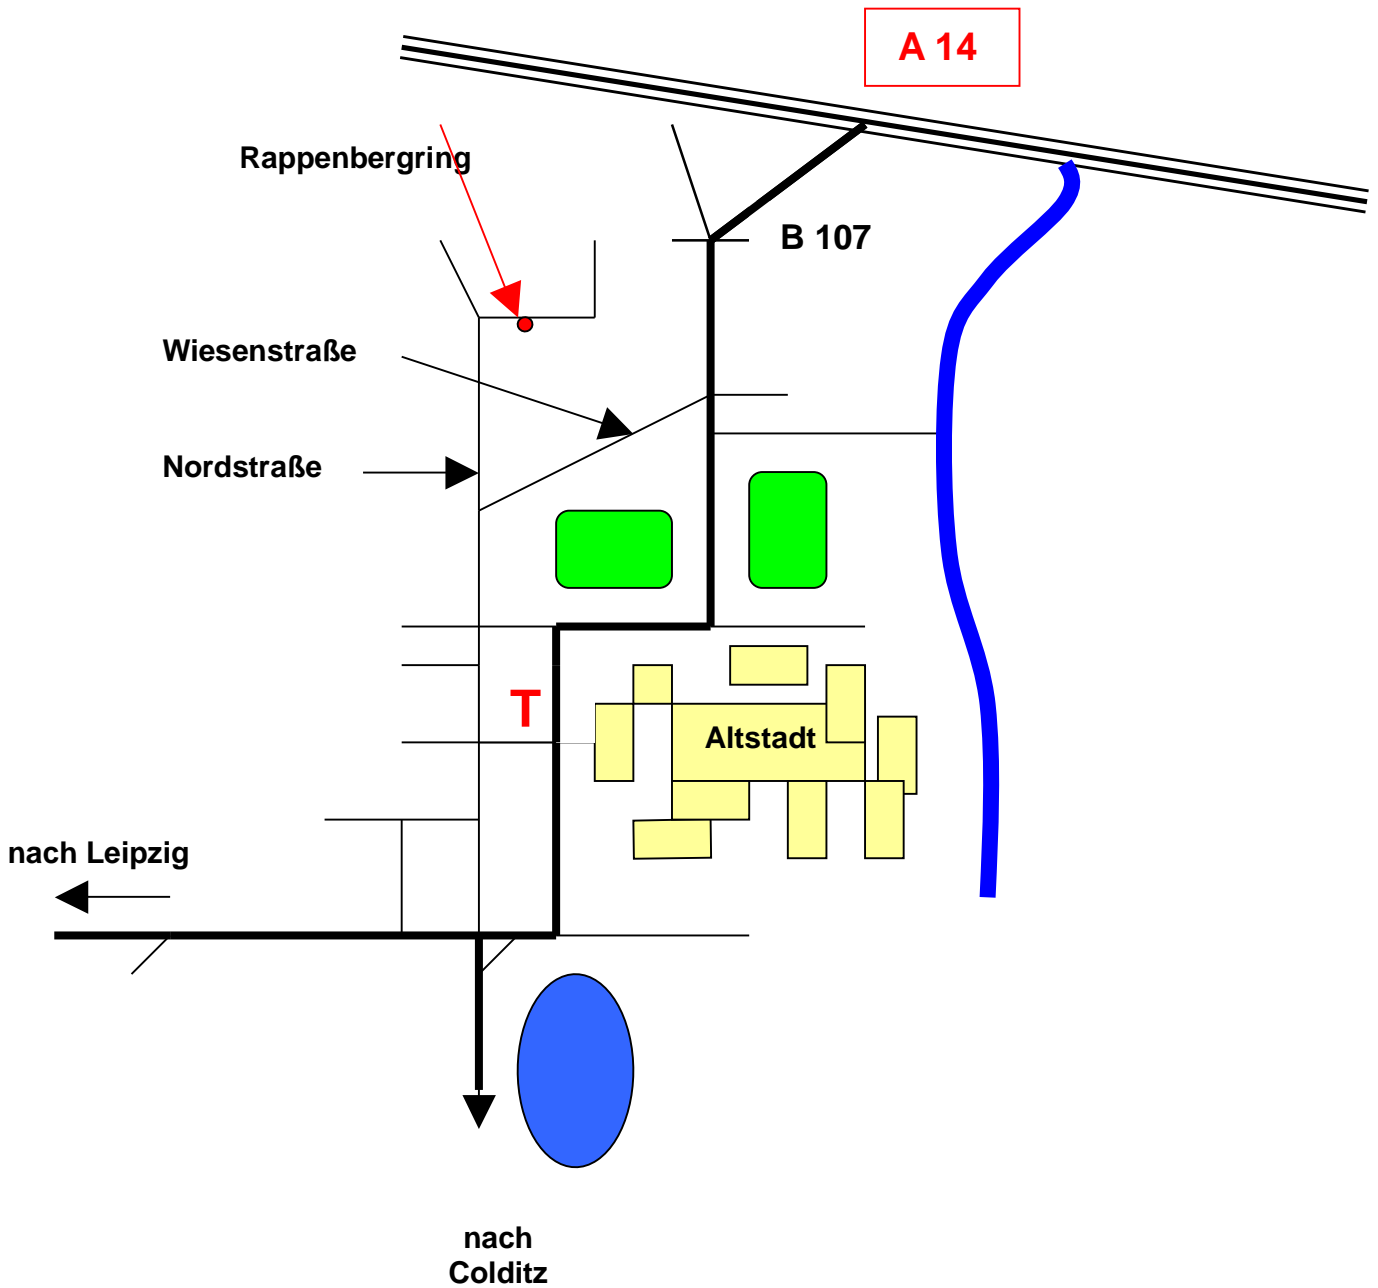 A 14
Rappenbergring
B 107
Wiesenstraße
Nordstraße
T
Altstadt
nach Leipzig
nach
Colditz